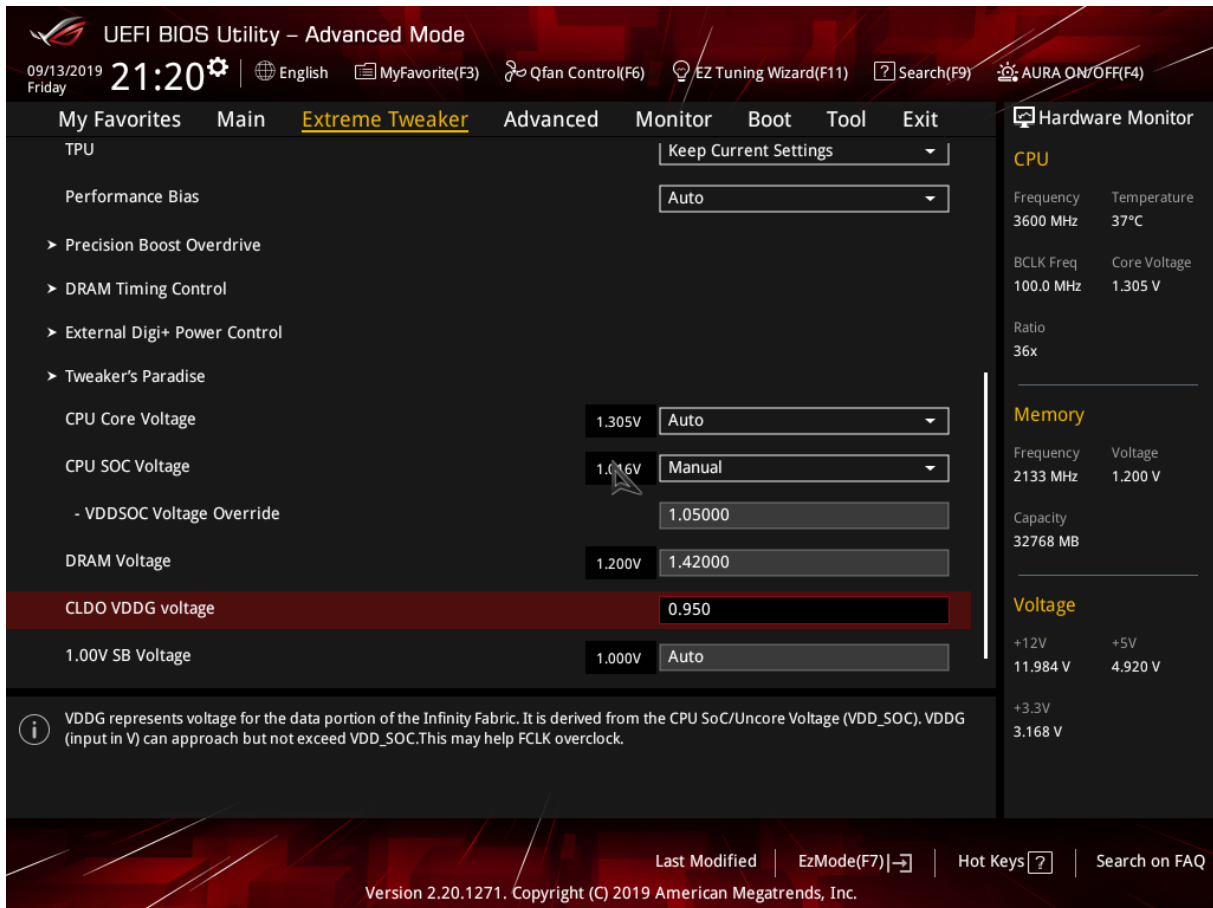 UEFI BIOS Utility – Advanced Mode
09/13/2019 Friday 21:20 English MyFavorite(F3) Qfan Control(F6) EZ Tuning Wizard(F11) ? Search(F9) AURA ON/OFF(F4)
My Favorites Main Extreme Tweaker Advanced Monitor Boot Tool Exit
TPU Keep Current Settings
Performance Bias Auto
Precision Boost Overdrive
DRAM Timing Control
External Digi+ Power Control
Tweaker's Paradise
CPU Core Voltage 1.305V Auto
CPU SOC Voltage Manual
- VDDSOC Voltage Override 1.05000
DRAM Voltage 1.200V 1.42000
CLDO VDDG voltage 0.950
1.00V SB Voltage 1.000V Auto
VDDG represents voltage for the data portion of the Infinity Fabric. It is derived from the CPU SoC/Uncore Voltage (VDD_SOC). VDDG
(input in V) can approach but not exceed VDD_SOC.This may help FCLK overclock.
Hardware Monitor
CPU
Frequency Temperature
3600 MHz 37°C
BCLK Freq Core Voltage
100.0 MHz 1.305 V
Ratio
36x
Memory
Frequency Voltage
2133 MHz 1.200 V
Capacity
32768 MB
Voltage
+12V +5V
11.984 V 4.920 V
+3.3V
3.168 V
Last Modified EzMode(F7) Hot Keys ? Search on FAQ
Version 2.20.1271. Copyright (C) 2019 American Megatrends, Inc.